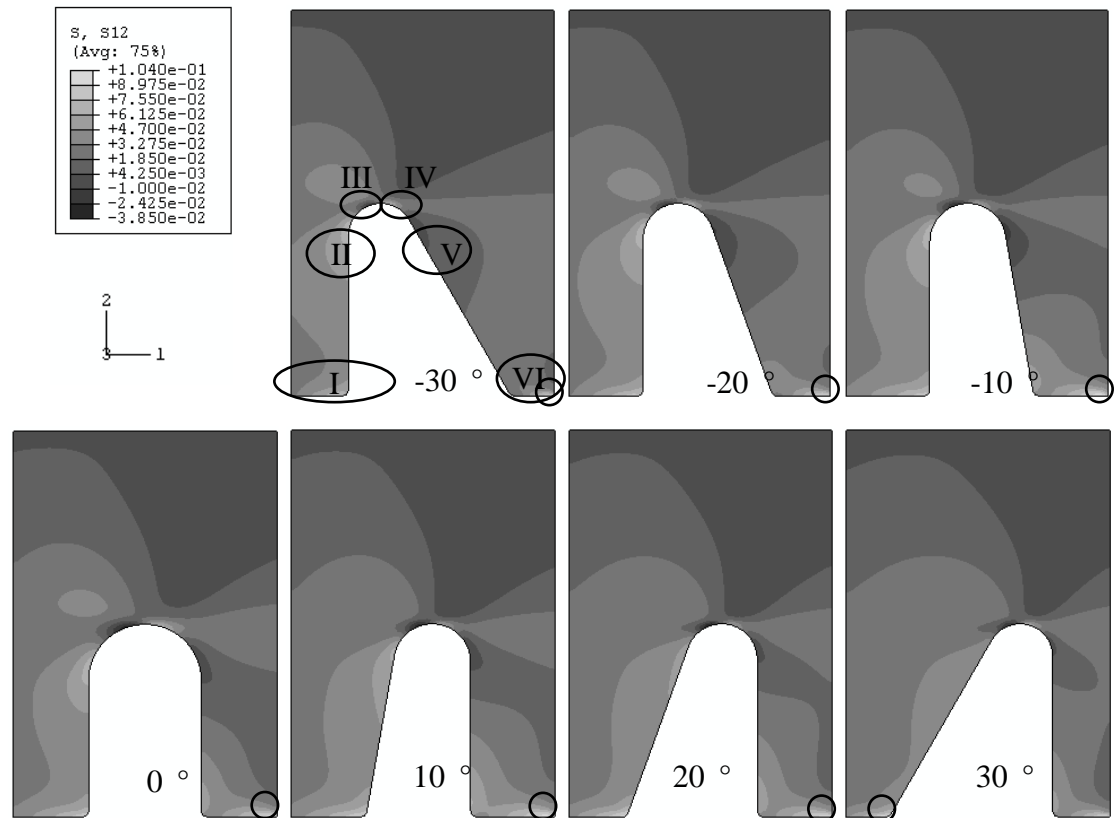 S, S12
(Avg: 75%)
+1.040e-01
+8.975e-02
+7.550e-02
+6.125e-02
+4.700e-02
+3.275e-02
+1.850e-02
+4.250e-03
-1.000e-02
-2.425e-02
-3.850e-02
2
3 1
III IV
II V
I VI
-30 °
-20 °
-10 °
0 °
10 °
20 °
30 °